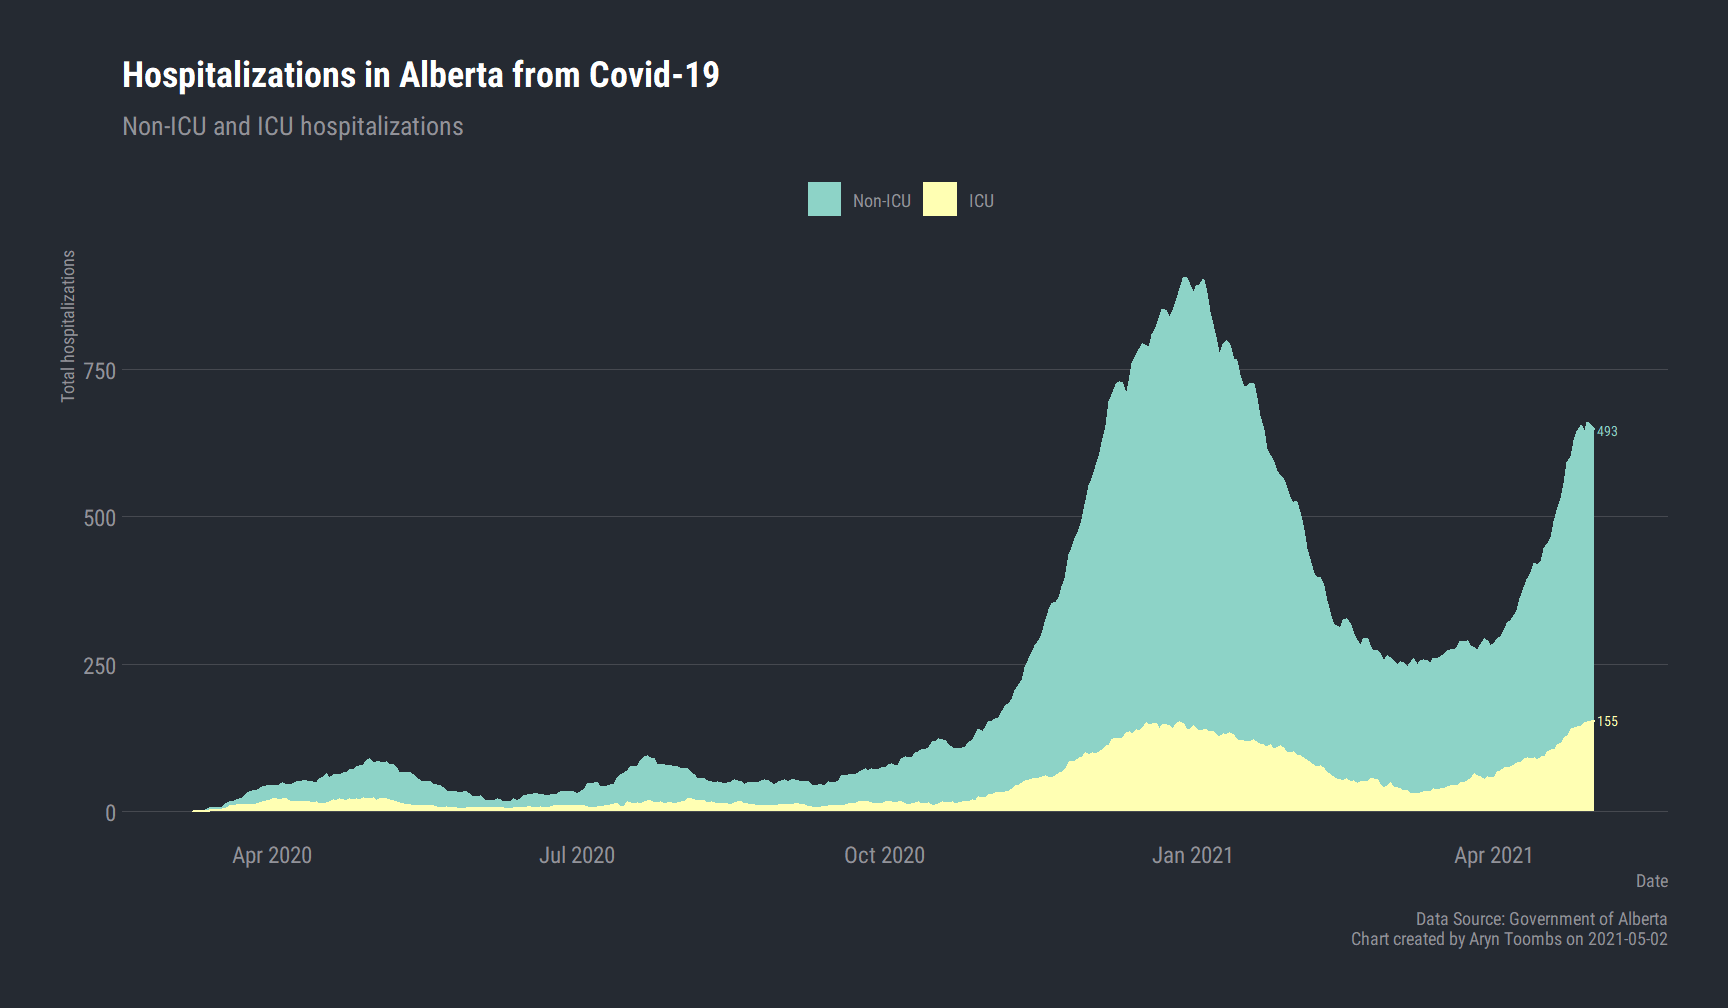 Hospitalizations in Alberta from Covid-19
Non-ICU and ICU hospitalizations
Non-ICU ICU
Total hospitalizations
750
500
250
0
493
155
Apr 2020 Jul 2020 Oct 2020 Jan 2021 Apr 2021
Date
Data Source: Government of Alberta
Chart created by Aryn Toombs on 2021-05-02